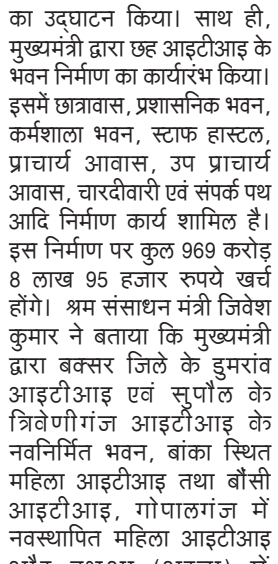 का उद्घाटन किया। साथ ही,
मुख्यमंत्री द्वारा छह आइटीआइ के
भवन निर्माण का कार्यारंभ किया।
इसमें छात्रावास, प्रशासनिक भवन,
कर्मशाला भवन, स्टाफ हास्टल,
प्राचार्य आवास, उप प्राचार्य
आवास, चारदीवारी एवं संपर्क पथ
आदि निर्माण कार्य शामिल है।
इस निर्माण पर कुल 969 करोड़
8 लाख 95 हजार रुपये खर्च
होंगे। श्रम संसाधन मंत्री जिवेश
कुमार ने बताया कि मुख्यमंत्री
द्वारा बक्सर जिले के डुमरांव
आइटीआइ एवं सुपौल के
त्रिवेणीगंज आइटीआइ के
नवनिर्मित भवन, बांका स्थित
महिला आइटीआइ तथा बौंसी
आइटीआइ, गोपालगंज में
नवस्थापित महिला आइटीआइ